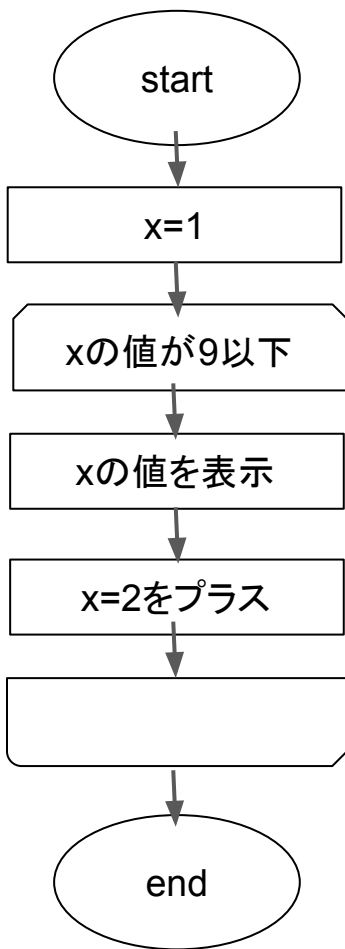 start
x=1
xの値が9以下
xの値を表示
x=2をプラス
end